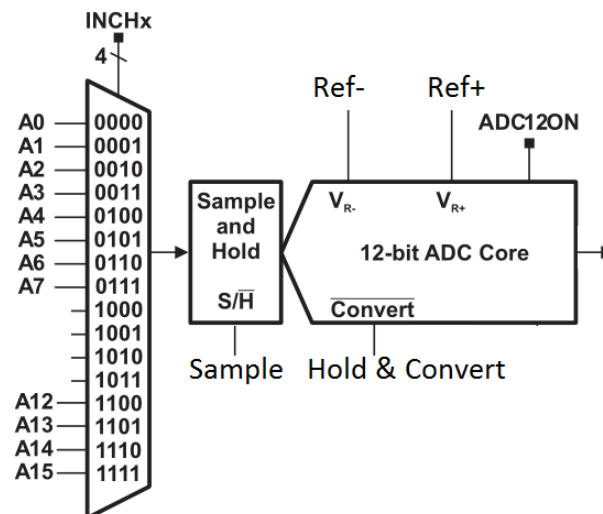 INCHx
4
Ref-
Ref+
ADC12ON
A0 0000
A1 0001
A2 0010
A3 0011
A4 0100
A5 0101
A6 0110
A7 0111
1000
1001
1010
1011
A12 1100
A13 1101
A14 1110
A15 1111
Sample
and
Hold
S/H̅
VR-
VR+
12-bit ADC Core
Convert
Sample
Hold & Convert